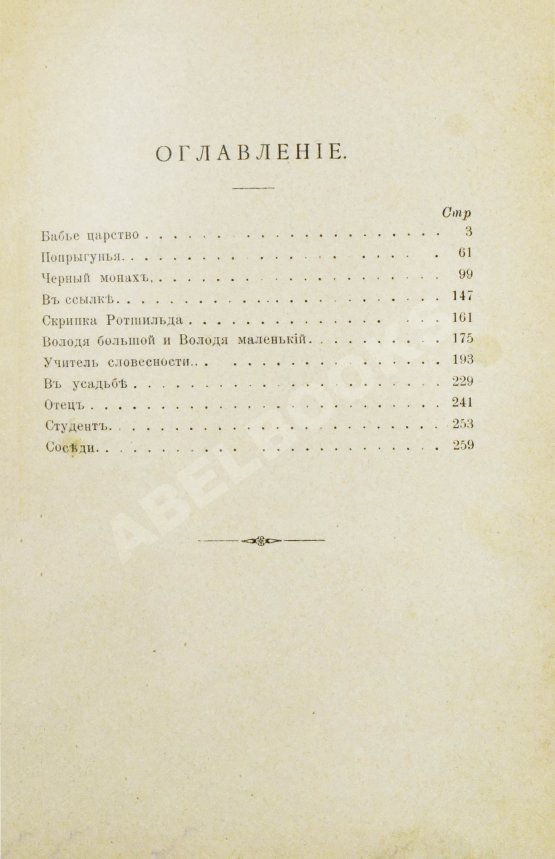 ОГЛАВЛЕНІЕ.
Стр
Бабье царство . . . . . . . . . . . . . . . . . . . . . 3
Попрыгунья. . . . . . . . . . . . . . . . . . . . . 61
Черный монахъ. . . . . . . . . . . . . . . . . . . . 99
Въ ссылкѣ. . . . . . . . . . . . . . . . . . . . . . 147
Скрипка Ротшильда . . . . . . . . . . . . . . . . 161
Володя большой и Володя маленькій. . . . . . . . . 175
Учитель словесности. . . . . . . . . . . . . . . . . 193
Въ усадьбѣ . . . . . . . . . . . . . . . . . . . . . 229
Отецъ . . . . . . . . . . . . . . . . . . . . . . . . 241
Студентъ. . . . . . . . . . . . . . . . . . . . . . . 253
Сосѣди. . . . . . . . . . . . . . . . . . . . . . . 259
ABELBOOKS